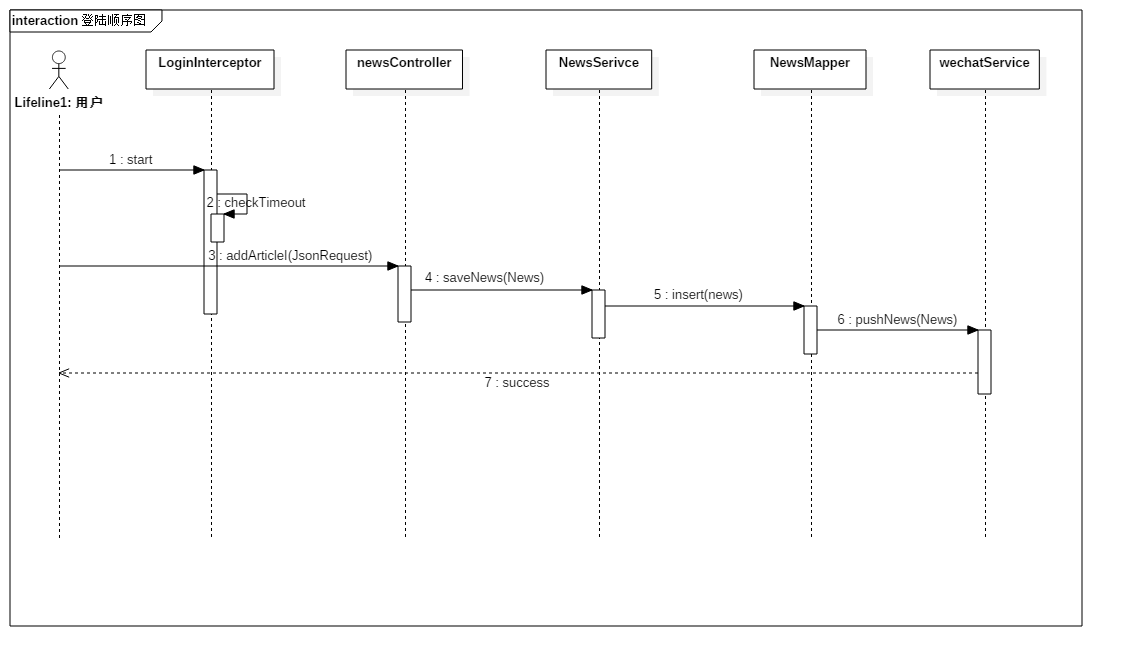 interaction 登陆顺序图
LoginInterceptor
newsController
NewsSerivce
NewsMapper
wechatService
Lifeline1: 用户
1 : start
2 : checkTimeout
3 : addArticlel(JsonRequest)
4 : saveNews(News)
5 : insert(news)
6 : pushNews(News)
7 : success